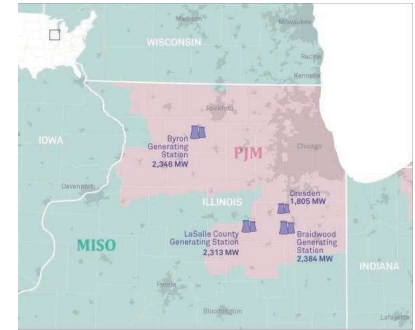 Madison
Milwaukee
WISCONSIN
Racine
Kenosha
Rockford
IOWA
Byron
Generating
Station
2,346 MW
PJM
Chicago
Davenport
ILLINOIS
Dresden
1,805 MW
LaSalle County
Generating Station
2,313 MW
Braidwood
Generating
Station
2,384 MW
MISO
INDIANA
Peoria
Bloomington
Lafayette